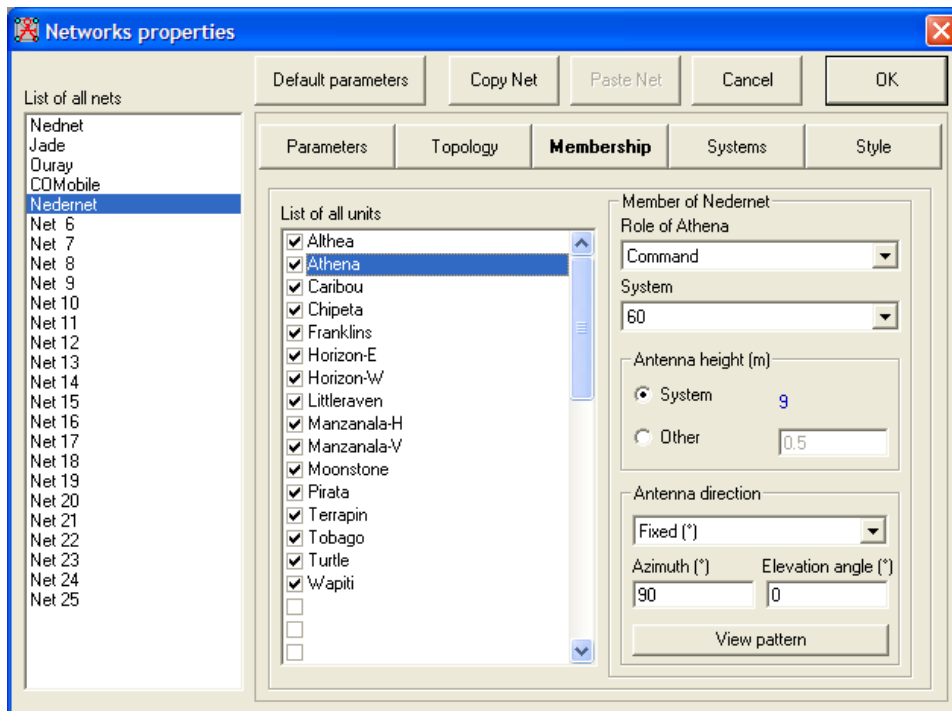 Networks properties
Default parameters
Copy Net
Paste Net
Cancel
OK
List of all nets
Nednet
Jade
Ouray
COMobile
Nedernet
Net 6
Net 7
Net 8
Net 9
Net 10
Net 11
Net 12
Net 13
Net 14
Net 15
Net 16
Net 17
Net 18
Net 19
Net 20
Net 21
Net 22
Net 23
Net 24
Net 25
Parameters
Topology
Membership
Systems
Style
List of all units
Althea
Athena
Caribou
Chipeta
Franklins
Horizon-E
Horizon-W
Littleraven
Manzanala-H
Manzanala-V
Moonstone
Pirata
Terrapin
Tobago
Turtle
Wapiti
Member of Nedernet
Role of Athena
Command
System
60
Antenna height (m)
System 9
Other 0.5
Antenna direction
Fixed (°)
Azimuth (°) Elevation angle (°)
90 0
View pattern